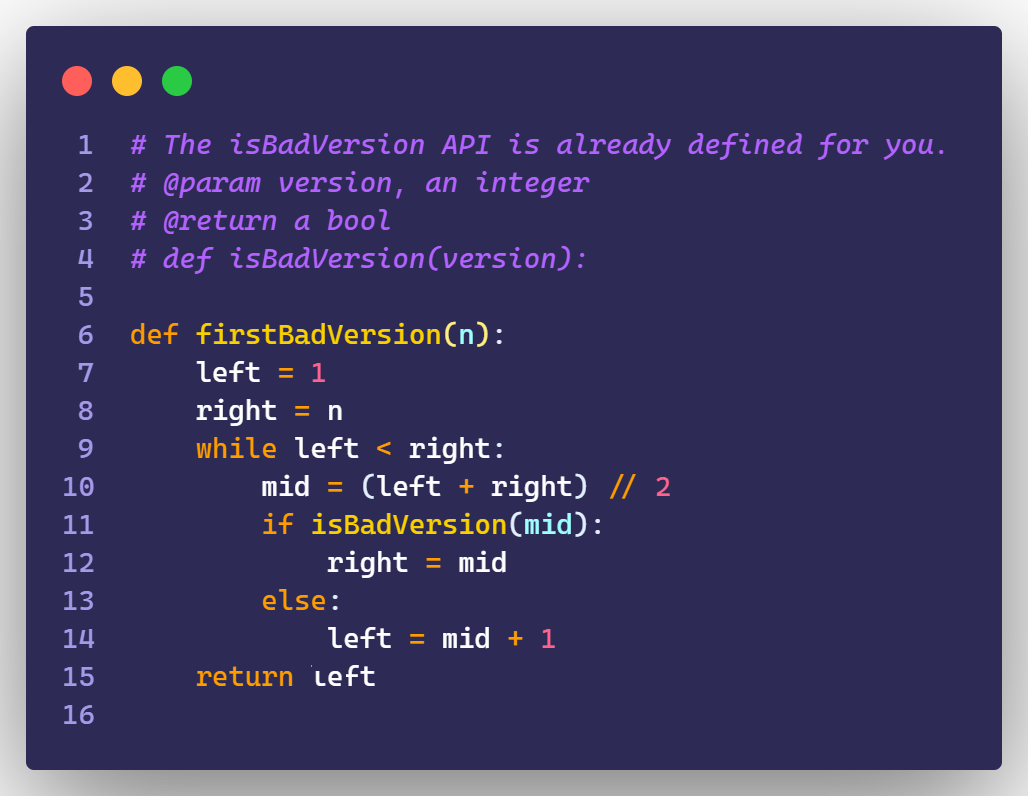 1 # The isBadVersion API is already defined for you.
2 # @param version, an integer
3 # @return a bool
4 # def isBadVersion(version):
5
6 def firstBadVersion(n):
7     left = 1
8     right = n
9     while left < right:
10         mid = (left + right) // 2
11         if isBadVersion(mid):
12             right = mid
13         else:
14             left = mid + 1
15     return left
16